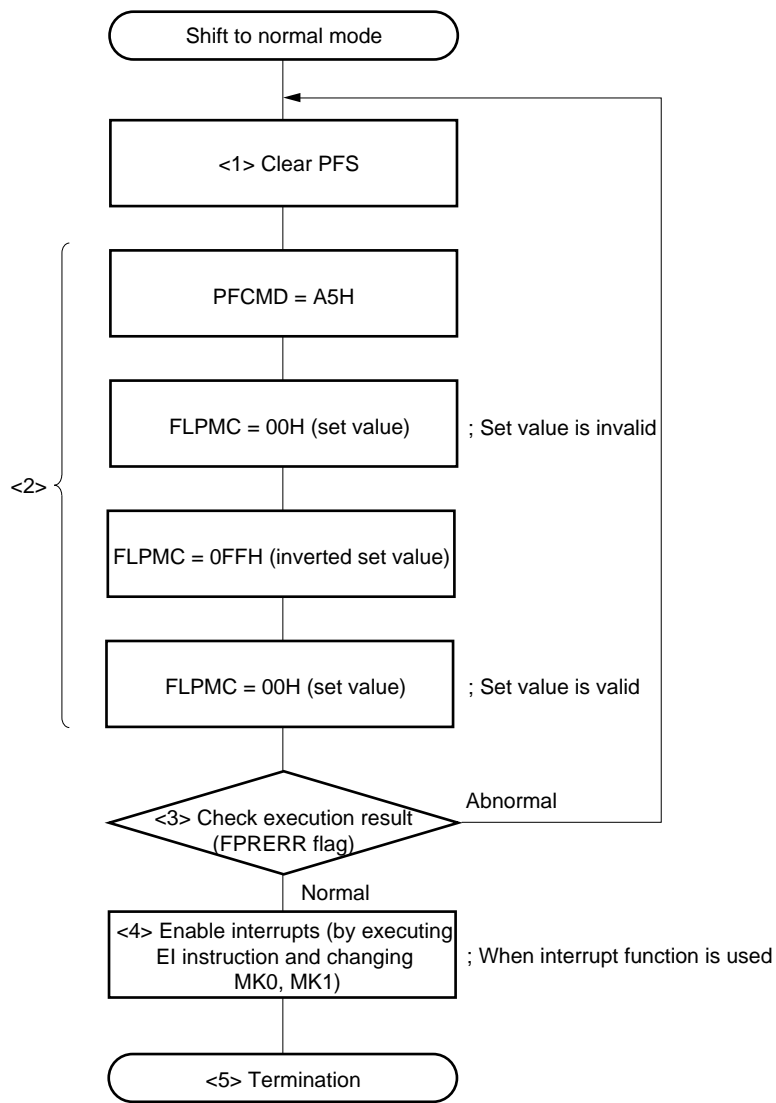 Shift to normal mode
<1> Clear PFS
PFCMD = A5H
FLPMC = 00H (set value)
; Set value is invalid
<2>
FLPMC = 0FFH (inverted set value)
FLPMC = 00H (set value)
; Set value is valid
Abnormal
<3> Check execution result
(FPRERR flag)
Normal
<4> Enable interrupts (by executing
EI instruction and changing
MK0, MK1)
; When interrupt function is used
<5> Termination